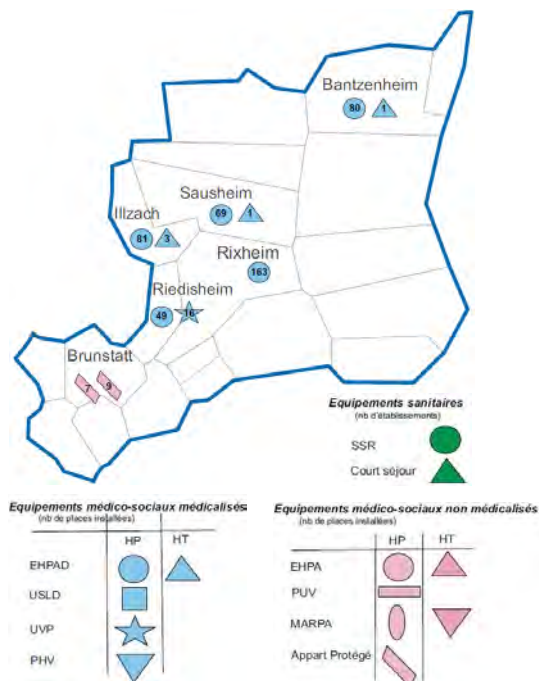 Bantzenheim
80 1
Sausheim
69 1
Illzach
81 3
Rixheim
163
Riedisheim
49 16
Brunstatt
7 9
Equipements sanitaires
(nb d'établissements)
SSR
Court séjour
Equipements médico-sociaux médicalisés
(nb de places installées)
HP HT
EHPAD
USLD
UVP
PHV
Equipements médico-sociaux non médicalisés
(nb de places installées)
HP HT
EHPA
PUV
MARPA
Appart Protégé